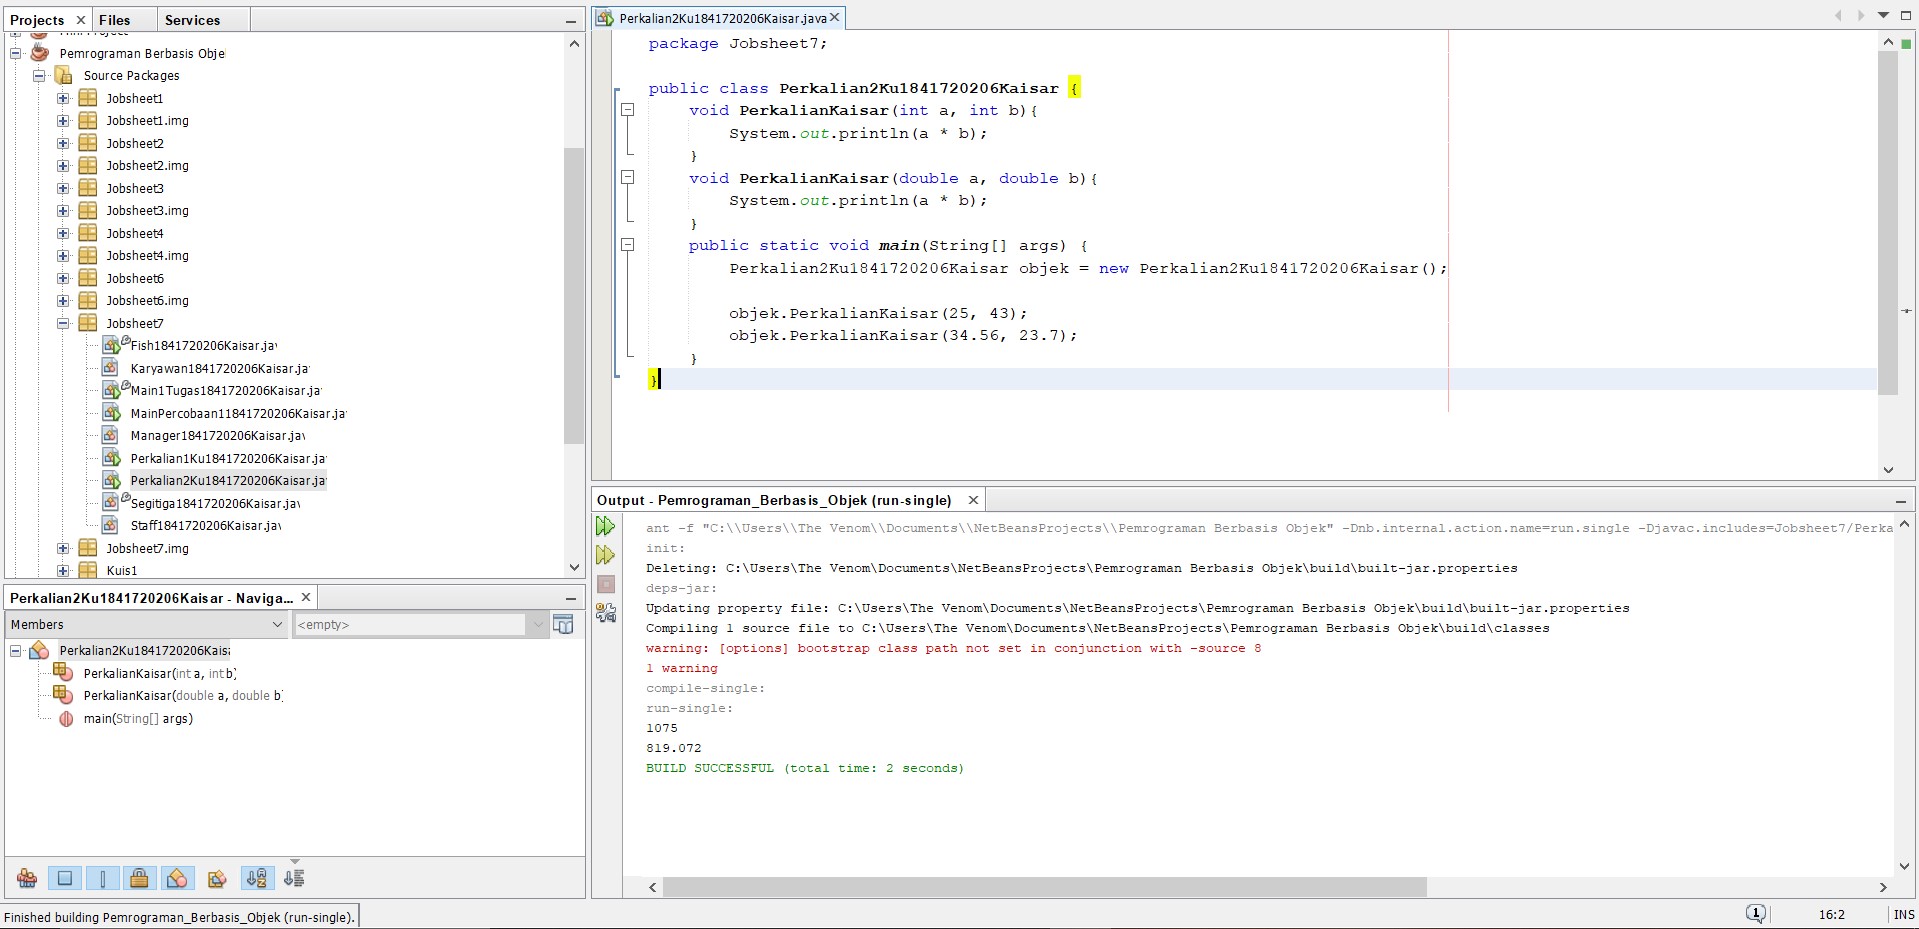 Projects
Files
Services
Pemrograman Berbasis Obje
Source Packages
Jobsheet1
Jobsheet1.img
Jobsheet2
Jobsheet2.img
Jobsheet3
Jobsheet3.img
Jobsheet4
Jobsheet4.img
Jobsheet6
Jobsheet6.img
Jobsheet7
Fish1841720206Kaisar.jav
Karyawan1841720206Kaisar.ja
Main1Tugas1841720206Kaisar.ja
MainPercobaan11841720206Kaisar.ja
Manager1841720206Kaisar.jav
Perkalian1Ku1841720206Kaisar.ja
Perkalian2Ku1841720206Kaisar.ja
Segitiga1841720206Kaisar.jav
Staff1841720206Kaisar.jav
Jobsheet7.img
Kuis1
Perkalian2Ku1841720206Kaisar - Naviga...
Members
<empty>
Perkalian2Ku1841720206Kais
PerkalianKaisar(int a, int b)
PerkalianKaisar(double a, double b
main(String[] args)
Perkalian2Ku1841720206Kaisar.java
package Jobsheet7;
public class Perkalian2Ku1841720206Kaisar {
void PerkalianKaisar(int a, int b){
System.out.println(a * b);
}
void PerkalianKaisar(double a, double b){
System.out.println(a * b);
}
public static void main(String[] args) {
Perkalian2Ku1841720206Kaisar objek = new Perkalian2Ku1841720206Kaisar();
objek.PerkalianKaisar(25, 43);
objek.PerkalianKaisar(34.56, 23.7);
}
}
Output - Pemrograman_Berbasis_Objek (run-single)
ant -f "C:\\Users\\The Venom\\Documents\\NetBeansProjects\\Pemrograman Berbasis Objek" -Dnb.internal.action.name=run.single -Djavac.includes=Jobsheet7/Perka
init:
Deleting: C:\Users\The Venom\Documents\NetBeansProjects\Pemrograman Berbasis Objek\build\built-jar.properties
deps-jar:
Updating property file: C:\Users\The Venom\Documents\NetBeansProjects\Pemrograman Berbasis Objek\build\built-jar.properties
Compiling 1 source file to C:\Users\The Venom\Documents\NetBeansProjects\Pemrograman Berbasis Objek\build\classes
warning: [options] bootstrap class path not set in conjunction with -source 8
1 warning
compile-single:
run-single:
1075
819.072
BUILD SUCCESSFUL (total time: 2 seconds)
Finished building Pemrograman_Berbasis_Objek (run-single).
1
16:2
INS